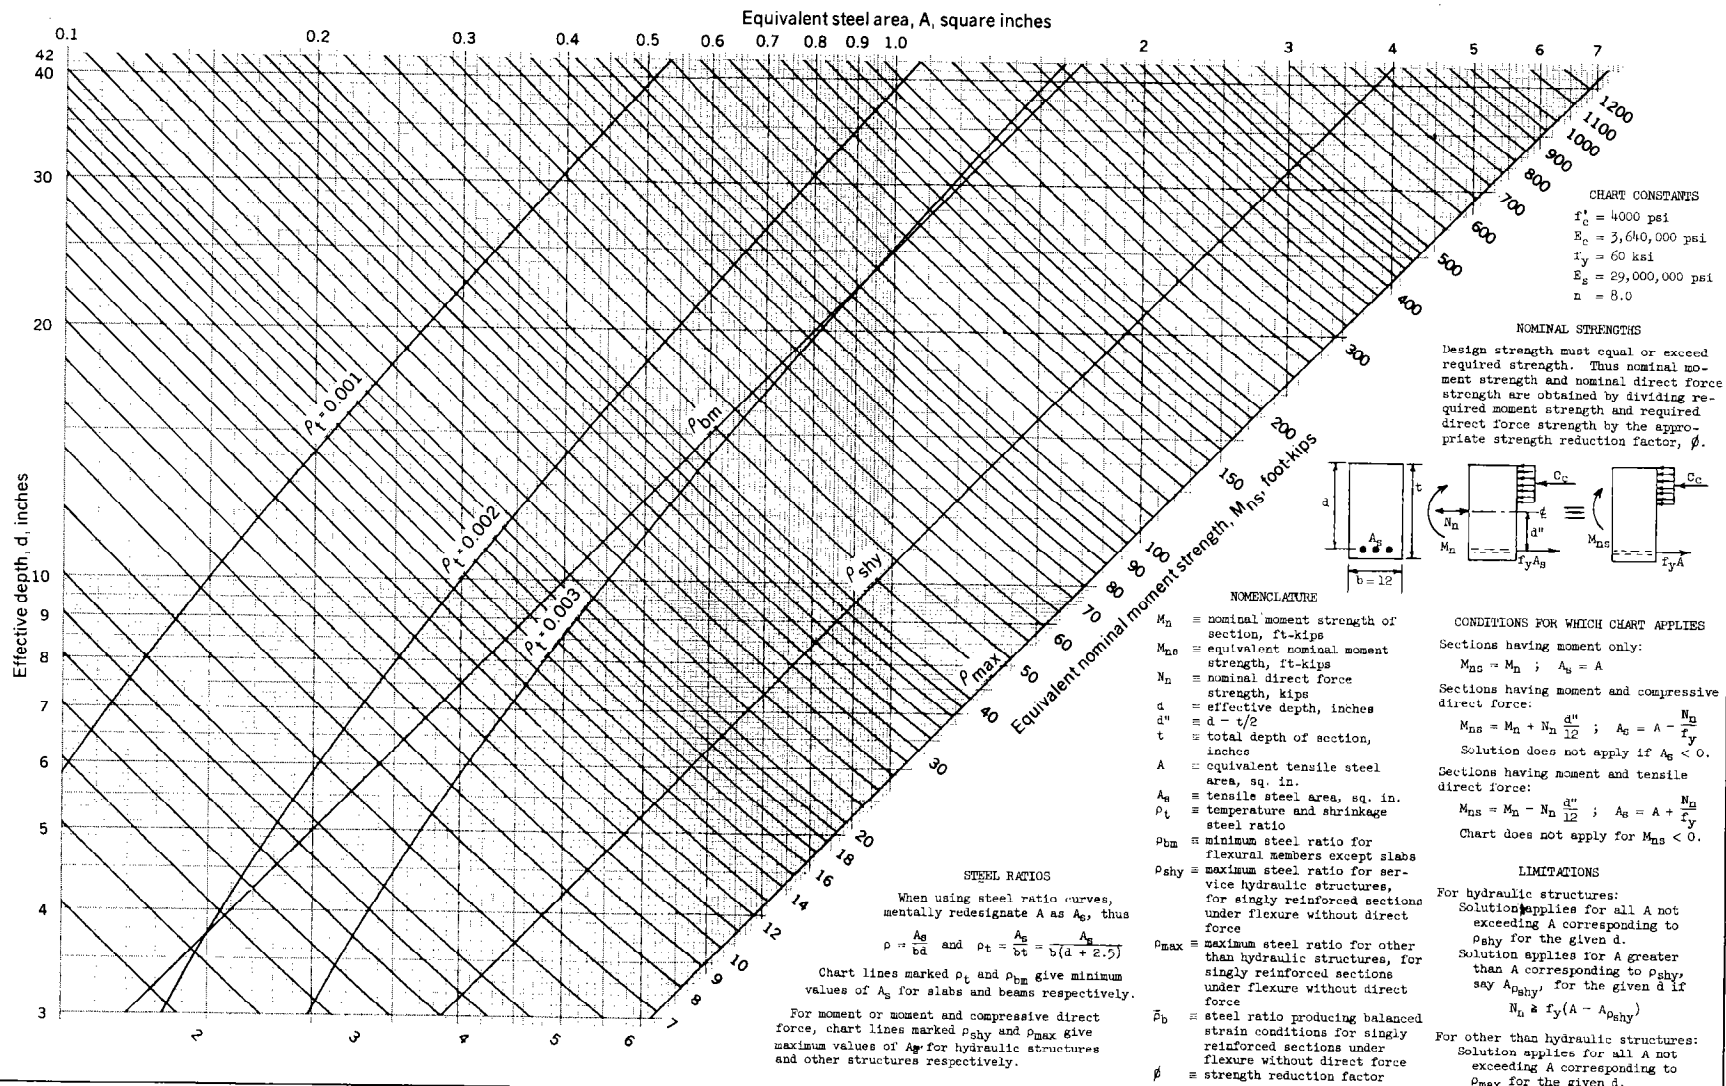 Equivalent steel area, A, square inches
0.1 0.2 0.3 0.4 0.5 0.6 0.7 0.8 0.9 1.0 2 3 4 5 6 7
Effective depth, d, inches
42
40
30
20
10
9
8
7
6
5
4
3
ρt = 0.001
ρt = 0.002
ρt = 0.003
ρbm
ρshy
ρmax
Equivalent nominal moment strength, Mns, foot-kips
1200
1100
1000
900
800
700
600
500
400
300
200
150
100
90
80
70
60
50
40
30
20
18
16
14
12
10
9
8
7
6
5
4
3
2
CHART CONSTANTS
f'c = 4000 psi
Ec = 3,640,000 psi
fy = 60 ksi
Es = 29,000,000 psi
n = 8.0
NOMINAL STRENGTHS
Design strength must equal or exceed
required strength. Thus nominal mo-
ment strength and nominal direct force
strength are obtained by dividing re-
quired moment strength and required
direct force strength by the appro-
priate strength reduction factor, ø.
d As t b = 12
Nn Mn Cc ¢ d" fyAs
≡
Mns Cc fyA
NOMENCLATURE
Mn ≡ nominal moment strength of
section, ft-kips
Mns ≡ equivalent nominal moment
strength, ft-kips
Nn ≡ nominal direct force
strength, kips
d ≡ effective depth, inches
d" ≡ d - t/2
t ≡ total depth of section,
inches
A ≡ equivalent tensile steel
area, sq. in.
As ≡ tensile steel area, sq. in.
ρt ≡ temperature and shrinkage
steel ratio
ρbm ≡ minimum steel ratio for
flexural members except slabs
ρshy ≡ maximum steel ratio for ser-
vice hydraulic structures,
for singly reinforced sections
under flexure without direct
force
ρmax ≡ maximum steel ratio for other
than hydraulic structures, for
singly reinforced sections
under flexure without direct
force
ρ̄b ≡ steel ratio producing balanced
strain conditions for singly
reinforced sections under
flexure without direct force
ø ≡ strength reduction factor
CONDITIONS FOR WHICH CHART APPLIES
Sections having moment only:
Mns = Mn ; As = A
Sections having moment and compressive
direct force:
Mns = Mn + Nn d"/12 ; As = A - Nn/fy
Solution does not apply if As < 0.
Sections having moment and tensile
direct force:
Mns = Mn - Nn d"/12 ; As = A + Nn/fy
Chart does not apply for Mns < 0.
LIMITATIONS
For hydraulic structures:
Solution applies for all A not
exceeding A corresponding to
ρshy for the given d.
Solution applies for A greater
than A corresponding to ρshy,
say Aρshy, for the given d if
Nn ≥ fy(A - Aρshy)
For other than hydraulic structures:
Solution applies for all A not
exceeding A corresponding to
ρmax for the given d.
STEEL RATIOS
When using steel ratio curves,
mentally redesignate A as As, thus
ρ = As/bd and ρt = As/bt = As/b(d + 2.5)
Chart lines marked ρt and ρbm give minimum
values of As for slabs and beams respectively.
For moment or moment and compressive direct
force, chart lines marked ρshy and ρmax give
maximum values of As for hydraulic structures
and other structures respectively.